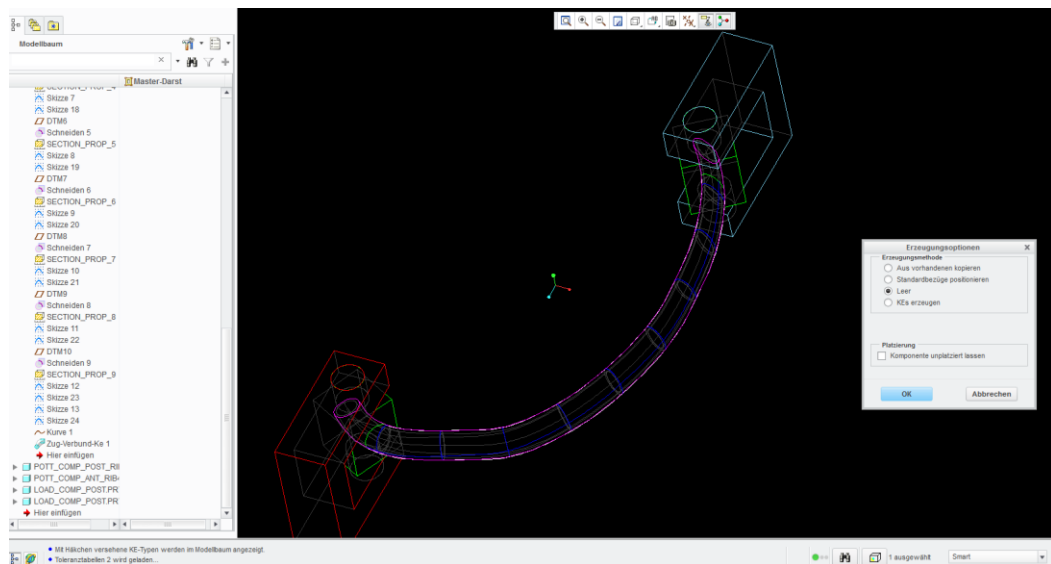 Modellbaum
Master-Darst
SECTION_PROP_4
Skizze 7
Skizze 18
DTM6
Schneiden 5
SECTION_PROP_5
Skizze 8
Skizze 19
DTM7
Schneiden 6
SECTION_PROP_6
Skizze 9
Skizze 20
DTM8
Schneiden 7
SECTION_PROP_7
Skizze 10
Skizze 21
DTM9
Schneiden 8
SECTION_PROP_8
Skizze 11
Skizze 22
DTM10
Schneiden 9
SECTION_PROP_9
Skizze 12
Skizze 23
Skizze 13
Skizze 24
Kurve 1
Zug-Verbund-Ke 1
Hier einfügen
POTT_COMP_POST_RI
POTT_COMP_ANT_RIB
LOAD_COMP_POST.PR
LOAD_COMP_POST.PR
Hier einfügen
Erzeugungsoptionen
Erzeugungsmethode
Aus vorhandenen kopieren
Standardbezüge positionieren
Leer
KEs erzeugen
Platzierung
Komponente unplatziert lassen
OK Abbrechen
Mit Häkchen versehene KE-Typen werden im Modellbaum angezeigt.
Toleranztabellen 2 wird geladen...
1 ausgewählt Smart